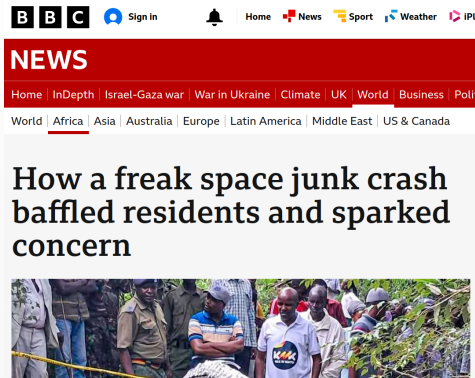 BBC Sign in Home News Sport Weather
NEWS
Home InDepth Israel-Gaza war War in Ukraine Climate UK World Business
World Africa Asia Australia Europe Latin America Middle East US & Canada
How a freak space junk crash
baffled residents and sparked
concern